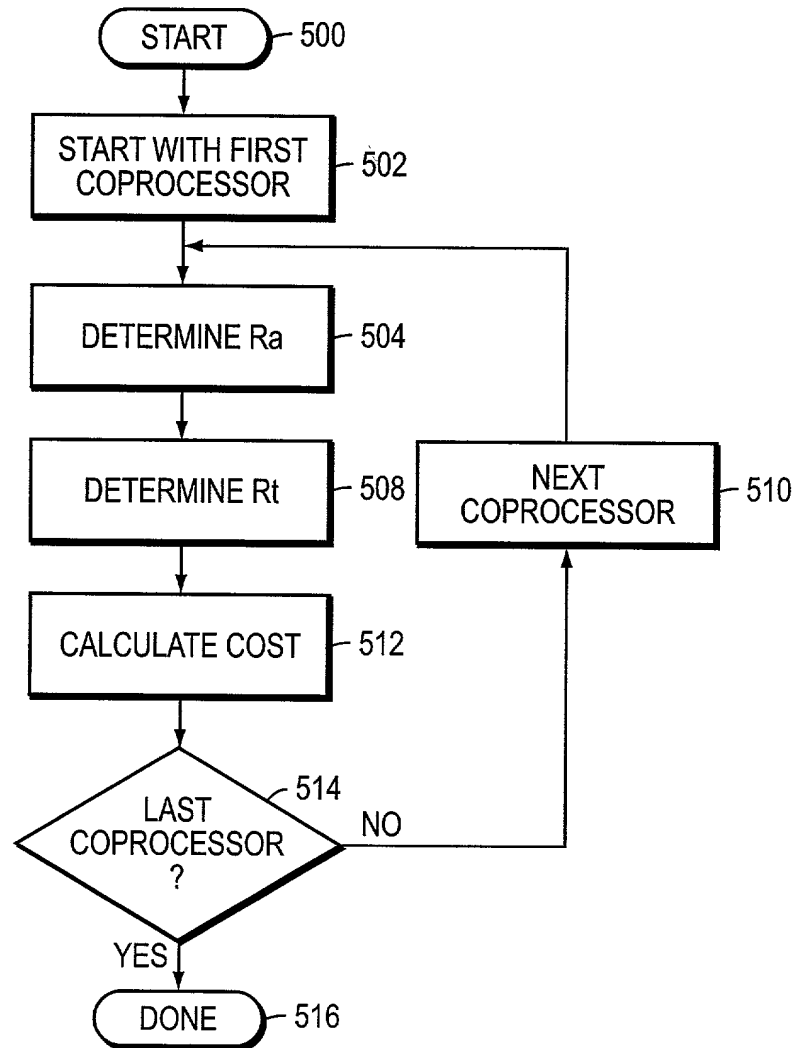 START
500
START WITH FIRST
COPROCESSOR
502
DETERMINE Ra
504
DETERMINE Rt
508
NEXT
COPROCESSOR
510
CALCULATE COST
512
LAST
COPROCESSOR
?
514
NO
YES
DONE
516